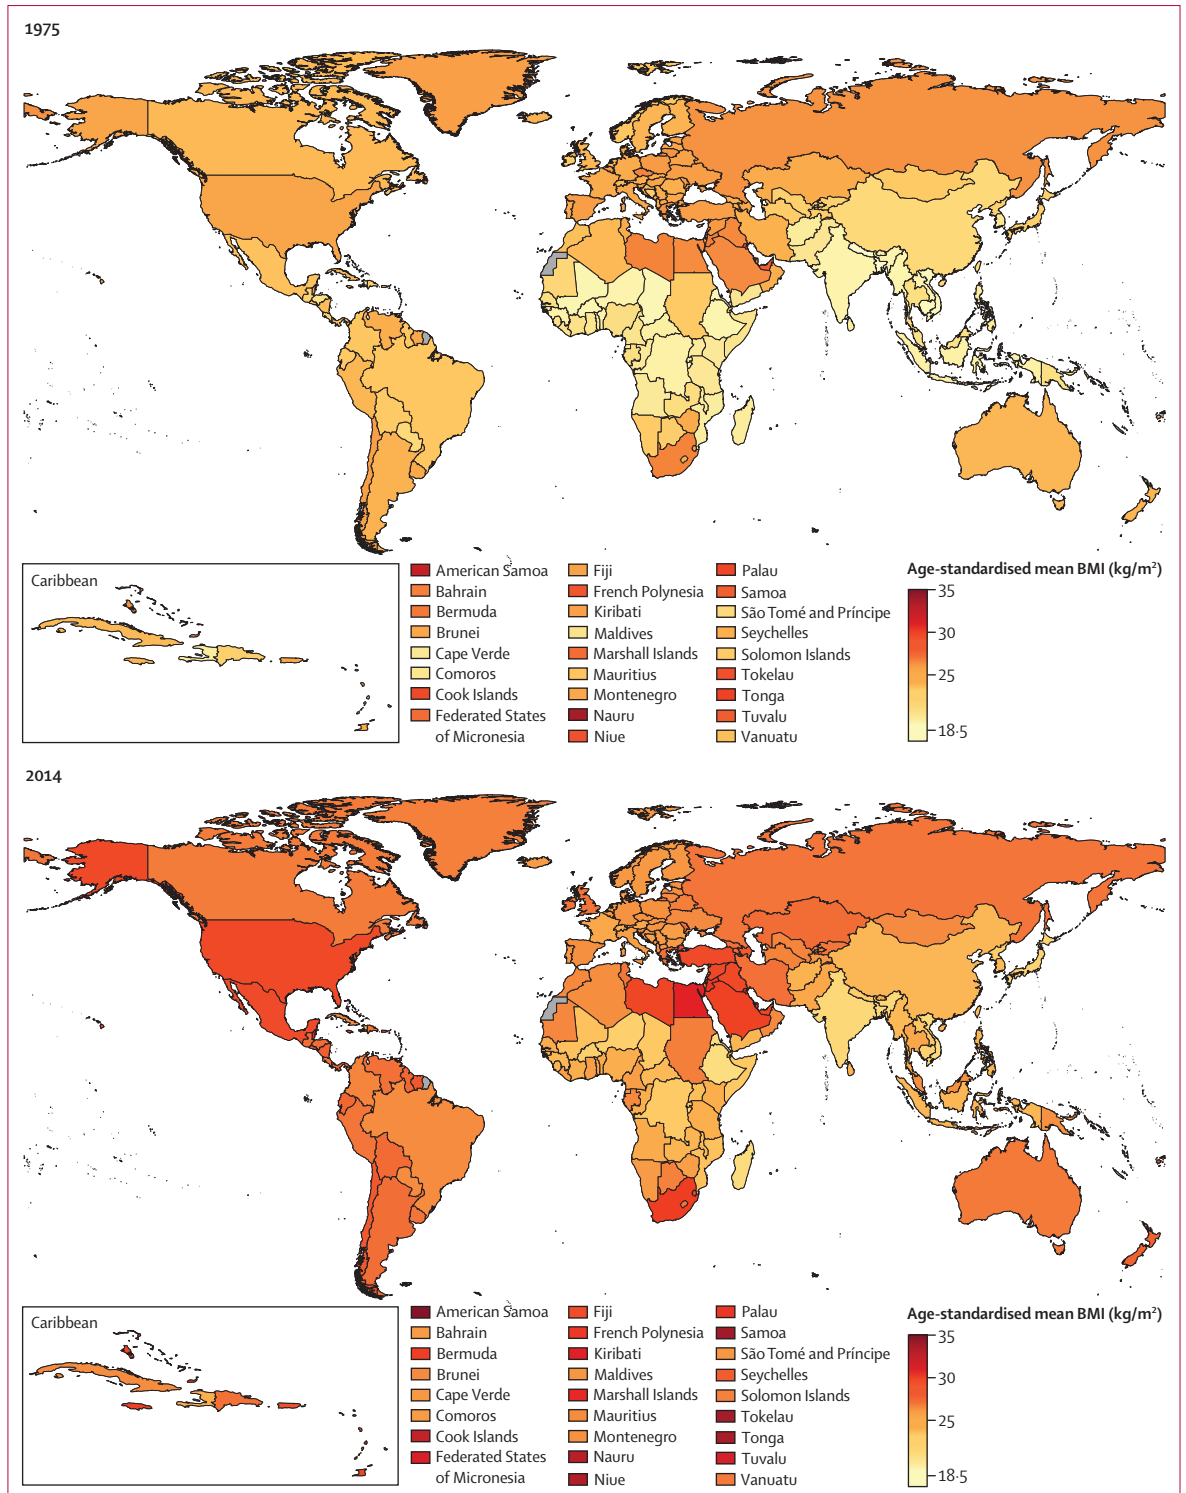 1975
Caribbean
American Samoa
Bahrain
Bermuda
Brunei
Cape Verde
Comoros
Cook Islands
Federated States
of Micronesia
Fiji
French Polynesia
Kiribati
Maldives
Marshall Islands
Mauritius
Montenegro
Nauru
Niue
Palau
Samoa
São Tomé and Príncipe
Seychelles
Solomon Islands
Tokelau
Tonga
Tuvalu
Vanuatu
Age-standardised mean BMI (kg/m²)
35
30
25
18·5
2014
Caribbean
American Samoa
Bahrain
Bermuda
Brunei
Cape Verde
Comoros
Cook Islands
Federated States
of Micronesia
Fiji
French Polynesia
Kiribati
Maldives
Marshall Islands
Mauritius
Montenegro
Nauru
Niue
Palau
Samoa
São Tomé and Príncipe
Seychelles
Solomon Islands
Tokelau
Tonga
Tuvalu
Vanuatu
Age-standardised mean BMI (kg/m²)
35
30
25
18·5